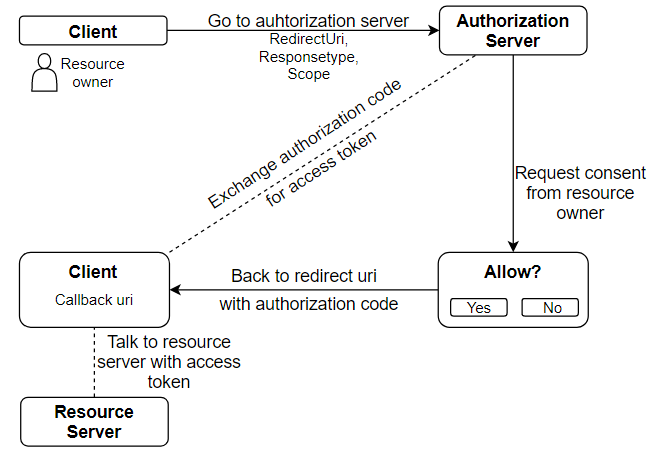 Client
Resource
owner
Go to auhtorization server
RedirectUri,
Responsetype,
Scope
Authorization
Server
Exchange authorization code
for access token
Request consent
from resource
owner
Allow?
Yes
No
Back to redirect uri
with authorization code
Client
Callback uri
Talk to resource
server with access
token
Resource
Server